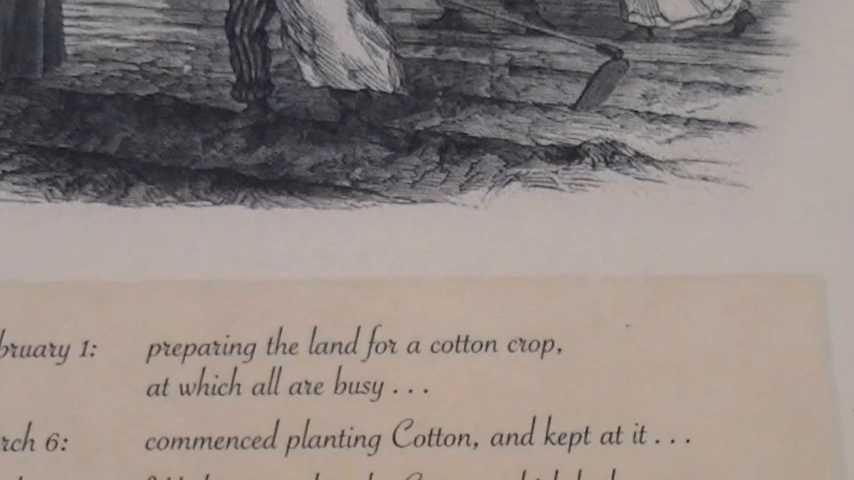 bruary 1: preparing the land for a cotton crop,
at which all are busy . . .
rch 6: commenced planting Cotton, and kept at it . . .